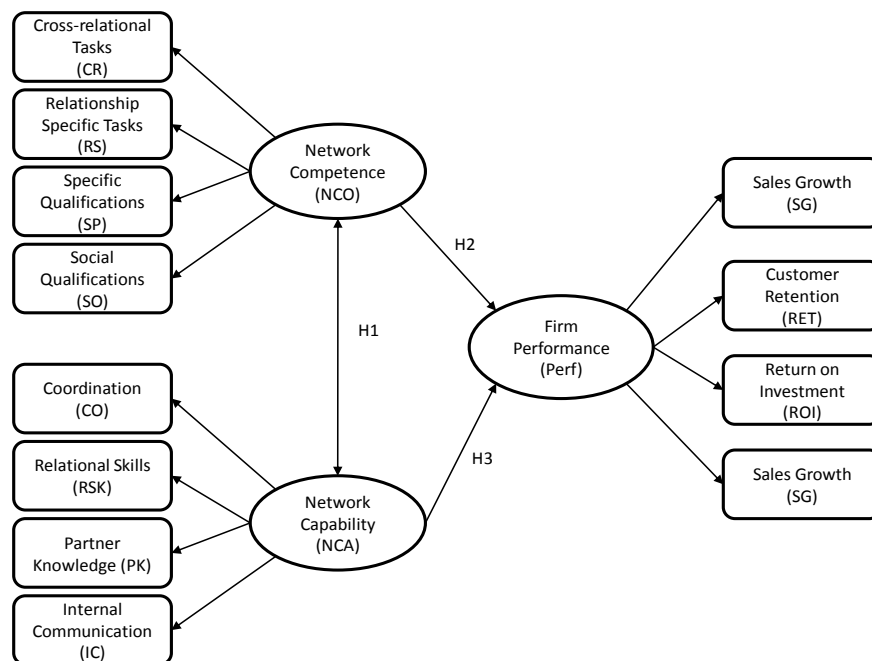 Cross-relational
Tasks
(CR)
Relationship
Specific Tasks
(RS)
Specific
Qualifications
(SP)
Social
Qualifications
(SO)
Network
Competence
(NCO)
H2
H1
Coordination
(CO)
Relational Skills
(RSK)
Partner
Knowledge (PK)
Internal
Communication
(IC)
Network
Capability
(NCA)
H3
Firm
Performance
(Perf)
Sales Growth
(SG)
Customer
Retention
(RET)
Return on
Investment
(ROI)
Sales Growth
(SG)